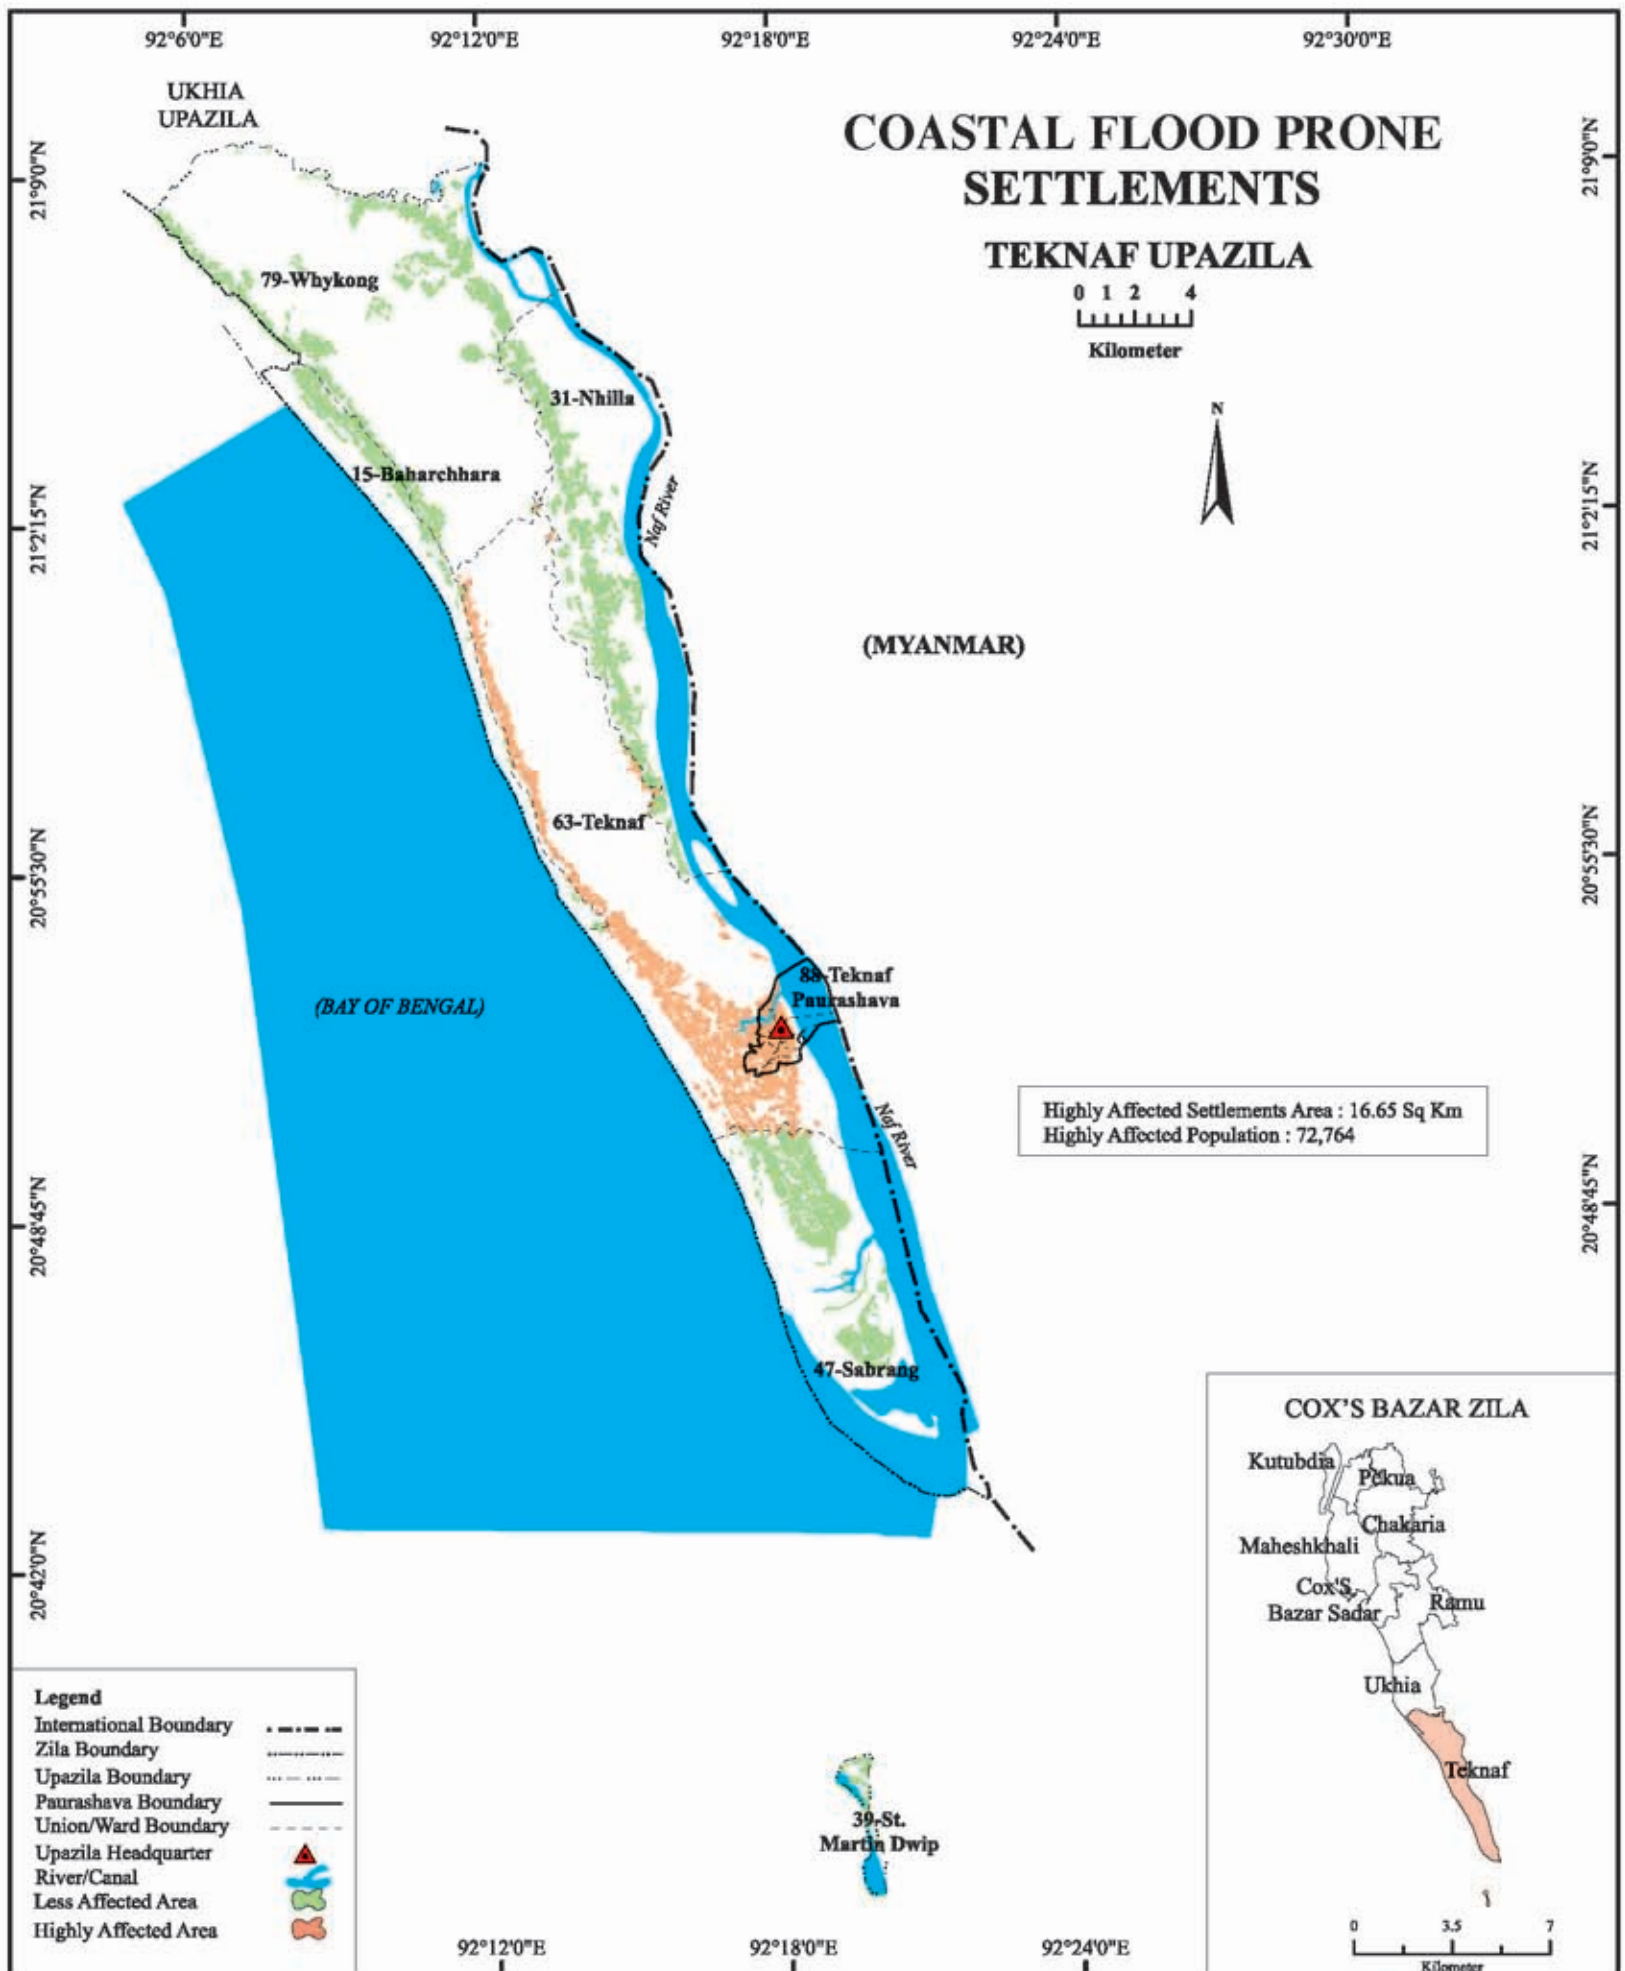 92°6'0"E
92°12'0"E
92°18'0"E
92°24'0"E
92°30'0"E
UKHIA
UPAZILA
COASTAL FLOOD PRONE
SETTLEMENTS
TEKNAF UPAZILA
0 1 2 4
Kilometer
N
21°9'0"N
21°9'0"N
79-Whykong
31-Nhilla
15-Baharchhara
Naf River
21°2'15"N
21°2'15"N
(MYANMAR)
63-Teknaf
20°55'30"N
20°55'30"N
88-Teknaf
Paurashava
(BAY OF BENGAL)
Naf River
Highly Affected Settlements Area : 16.65 Sq Km
Highly Affected Population : 72,764
20°48'45"N
20°48'45"N
47-Sabrang
20°42'0"N
COX'S BAZAR ZILA
Kutubdia
Pekua
Chakaria
Maheshkhali
Cox'S
Bazar Sadar
Ramu
Ukhia
Teknaf
0 3.5 7
Kilometer
39-St.
Martin Dwip
Legend
International Boundary
Zila Boundary
Upazila Boundary
Paurashava Boundary
Union/Ward Boundary
Upazila Headquarter
River/Canal
Less Affected Area
Highly Affected Area
92°12'0"E
92°18'0"E
92°24'0"E